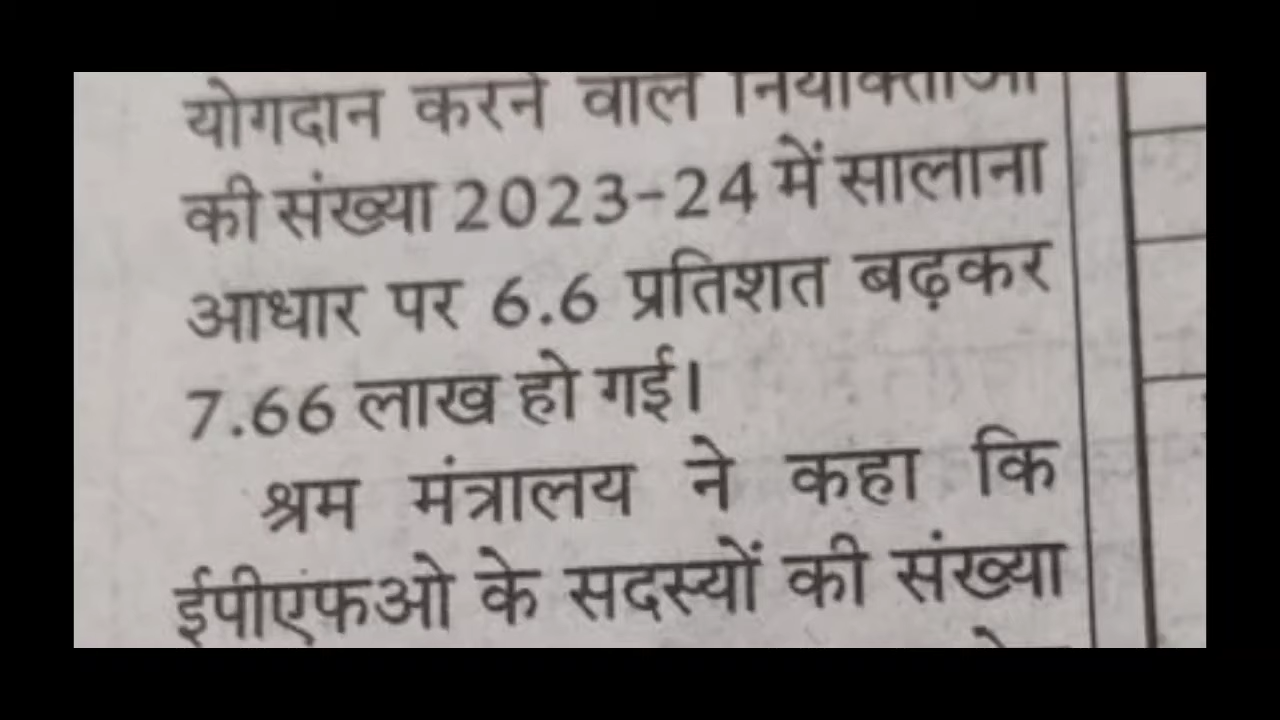 योगदान करने वाले नियोक्ताओं
की संख्या 2023-24 में सालाना
आधार पर 6.6 प्रतिशत बढ़कर
7.66 लाख हो गई।
श्रम मंत्रालय ने कहा कि
ईपीएफओ के सदस्यों की संख्या